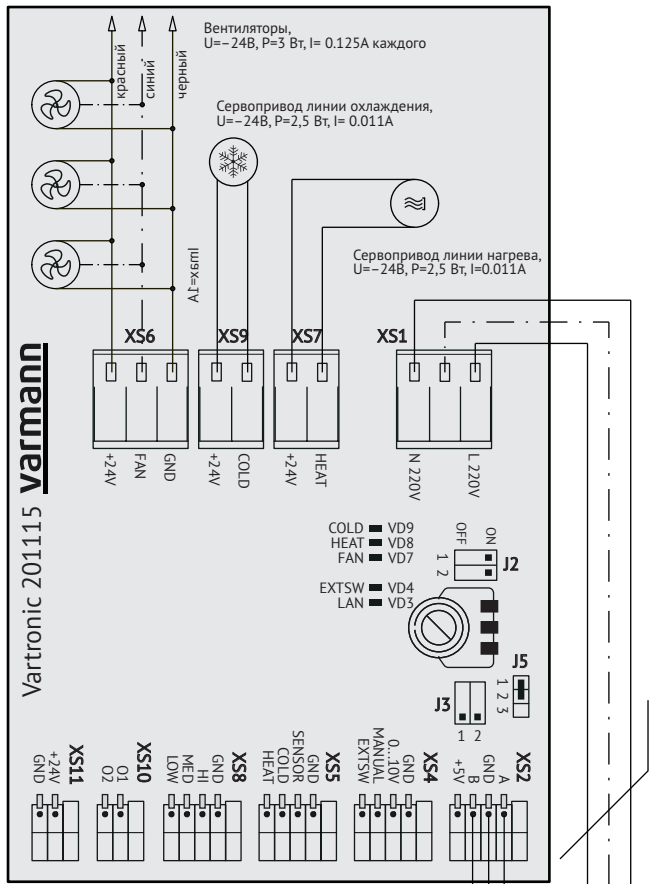 Вентиляторы,
U=–24В, P=3 Вт, I= 0.125А каждого
красный
синий
черный
Сервопривод линии охлаждения,
U=–24В, P=2,5 Вт, I= 0.011А
Сервопривод линии нагрева,
U=–24В, P=2,5 Вт, I=0.011А
Imax=1A
XS6
XS9
XS7
XS1
+24V
FAN
GND
+24V
COLD
+24V
HEAT
N 220V
L 220V
varmann
Vartronic 201115
COLD VD9
HEAT VD8
FAN VD7
EXTSW VD4
LAN VD3
OFF
ON
1
2
J2
J5
1 2 3
J3
1 2
XS11
+24V
GND
XS10
O1
O2
XS8
GND
HI
MED
LOW
XS5
GND
SENSOR
COLD
HEAT
XS4
GND
0...10V
MANUAL
EXTSW
XS2
A
GND
B
+5V